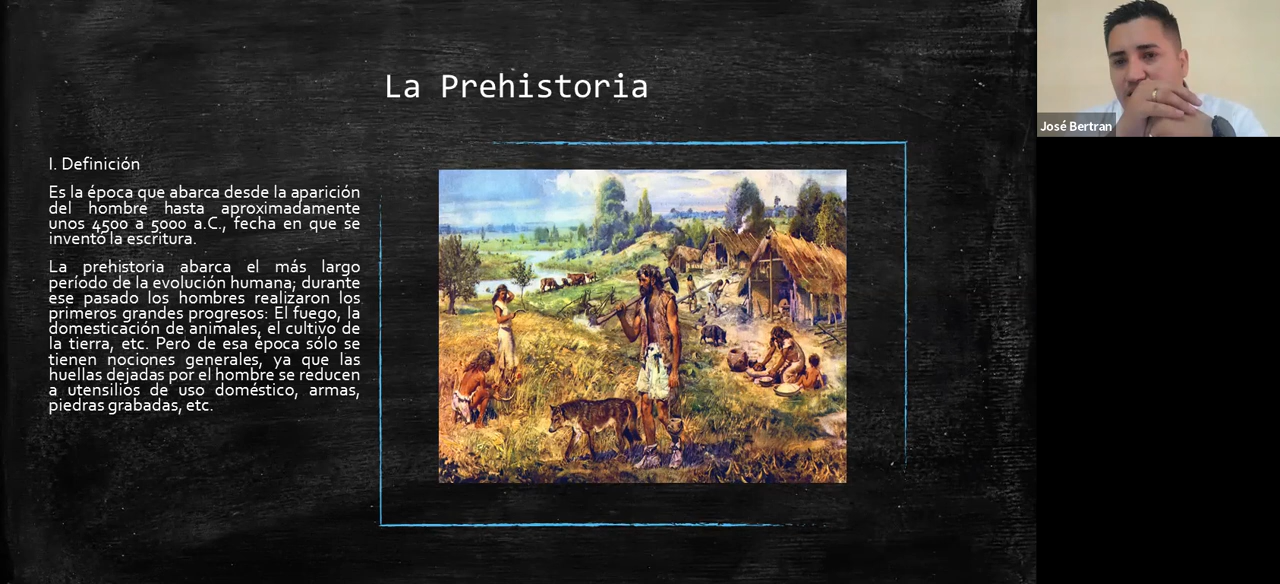 La Prehistoria
I. Definición
Es la época que abarca desde la aparición
del hombre hasta aproximadamente
unos 4500 a 5000 a.C., fecha en que se
inventó la escritura.
La prehistoria abarca el más largo
período de la evolución humana; durante
ese pasado los hombres realizaron los
primeros grandes progresos: El fuego, la
domesticación de animales, el cultivo de
la tierra, etc. Pero de esa época sólo se
tienen nociones generales, ya que las
huellas dejadas por el hombre se reducen
a utensilios de uso doméstico, armas,
piedras grabadas, etc.
José Bertran